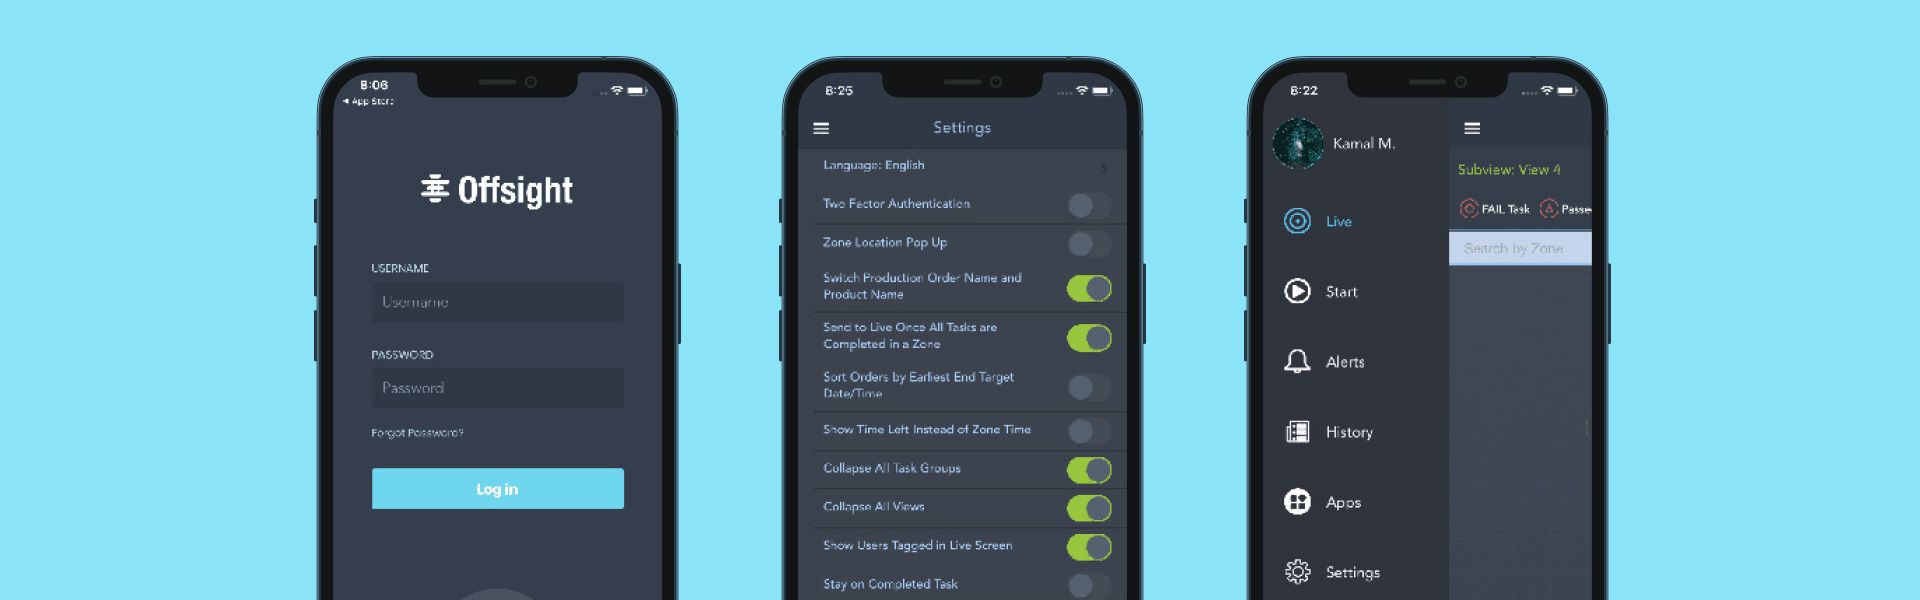 8:06
App Store
Offsight
USERNAME
Username
PASSWORD
Password
Forgot Password?
Log in
8:25
Settings
Language: English
Two Factor Authentication
Zone Location Pop Up
Switch Production Order Name and
Product Name
Send to Live Once All Tasks are
Completed in a Zone
Sort Orders by Earliest End Target
Date/Time
Show Time Left Instead of Zone Time
Collapse All Task Groups
Collapse All Views
Show Users Tagged in Live Screen
Stay on Completed Task
8:22
Kamal M.
Live
Start
Alerts
History
Apps
Settings
Subview: View 4
FAIL Task Passe
Search by Zone